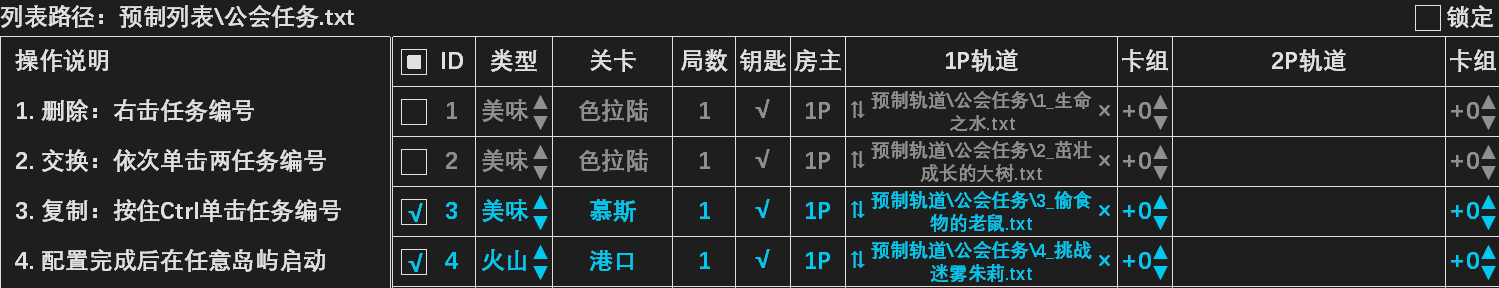 列表路径：预制列表\公会任务.txt 锁定
操作说明 ID 类型 关卡 局数 钥匙 房主 1P轨道 卡组 2P轨道 卡组
1. 删除：右击任务编号 1 美味▲▼ 色拉陆 1 √ 1P ⇅ 预制轨道\公会任务\1_生命 × +0▲▼ +0▲▼
之水.txt
2. 交换：依次单击两任务编号 2 美味▲▼ 色拉陆 1 √ 1P ⇅ 预制轨道\公会任务\2_茁壮 × +0▲▼ +0▲▼
成长的大树.txt
3. 复制：按住Ctrl单击任务编号 √ 3 美味▲▼ 慕斯 1 √ 1P ⇅ 预制轨道\公会任务\3_偷食 × +0▲▼ +0▲▼
物的老鼠.txt
4. 配置完成后在任意岛屿启动 √ 4 火山▲▼ 港口 1 √ 1P ⇅ 预制轨道\公会任务\4_挑战 × +0▲▼ +0▲▼
迷雾朱莉.txt